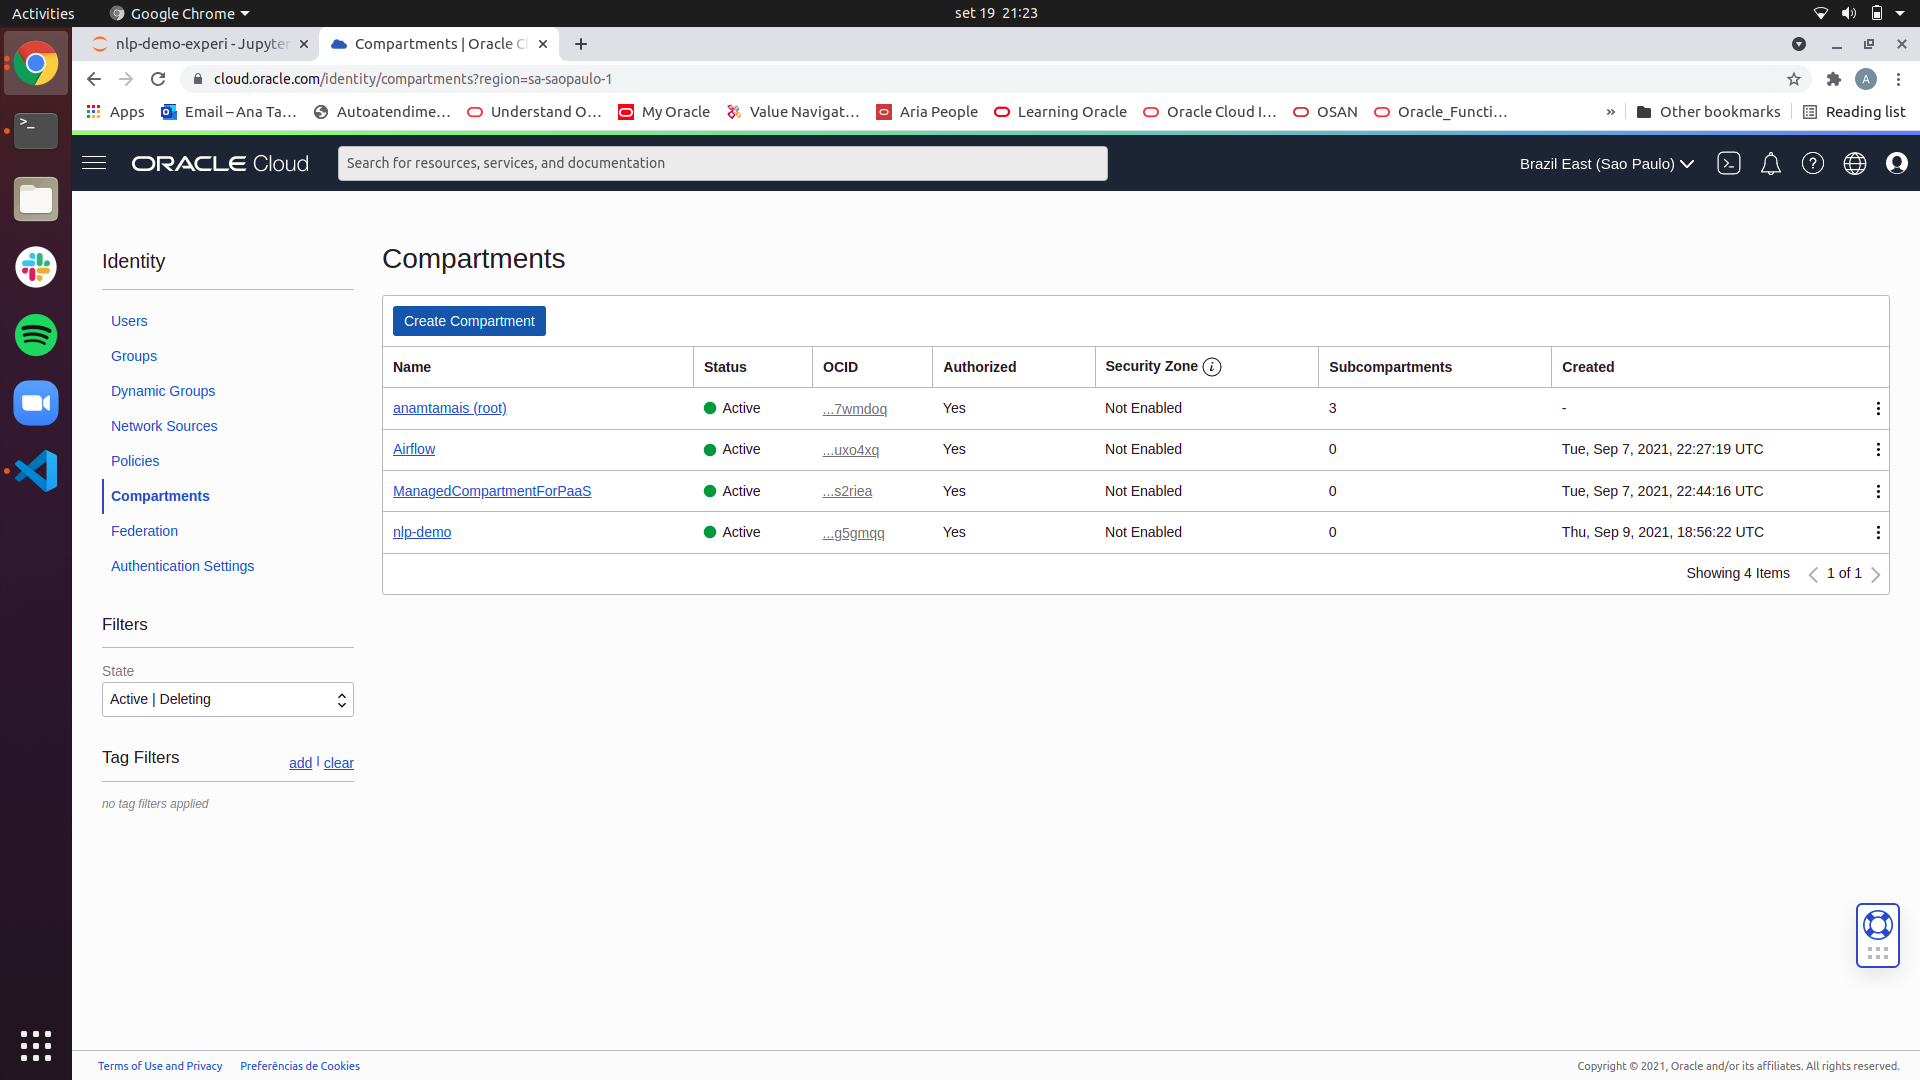 Activities
Google Chrome
set 19 21:23
nlp-demo-experi - Jupyter
Compartments | Oracle Cl
cloud.oracle.com/identity/compartments?region=sa-saopaulo-1
A
Apps
Email – Ana Ta…
Autoatendime…
Understand O…
My Oracle
Value Navigat…
Aria People
Learning Oracle
Oracle Cloud I…
OSAN
Oracle_Functi…
»
Other bookmarks
Reading list
ORACLE Cloud
Search for resources, services, and documentation
Brazil East (Sao Paulo)
Identity
Users
Groups
Dynamic Groups
Network Sources
Policies
Compartments
Federation
Authentication Settings
Filters
State
Active | Deleting
Tag Filters
add | clear
no tag filters applied
Compartments
Create Compartment
Name Status OCID Authorized Security Zone i Subcompartments Created
anamtamais (root) Active ...7wmdoq Yes Not Enabled 3 -
Airflow Active ...uxo4xq Yes Not Enabled 0 Tue, Sep 7, 2021, 22:27:19 UTC
ManagedCompartmentForPaaS Active ...s2riea Yes Not Enabled 0 Tue, Sep 7, 2021, 22:44:16 UTC
nlp-demo Active ...g5gmqq Yes Not Enabled 0 Thu, Sep 9, 2021, 18:56:22 UTC
Showing 4 Items 1 of 1
Terms of Use and Privacy
Preferências de Cookies
Copyright © 2021, Oracle and/or its affiliates. All rights reserved.